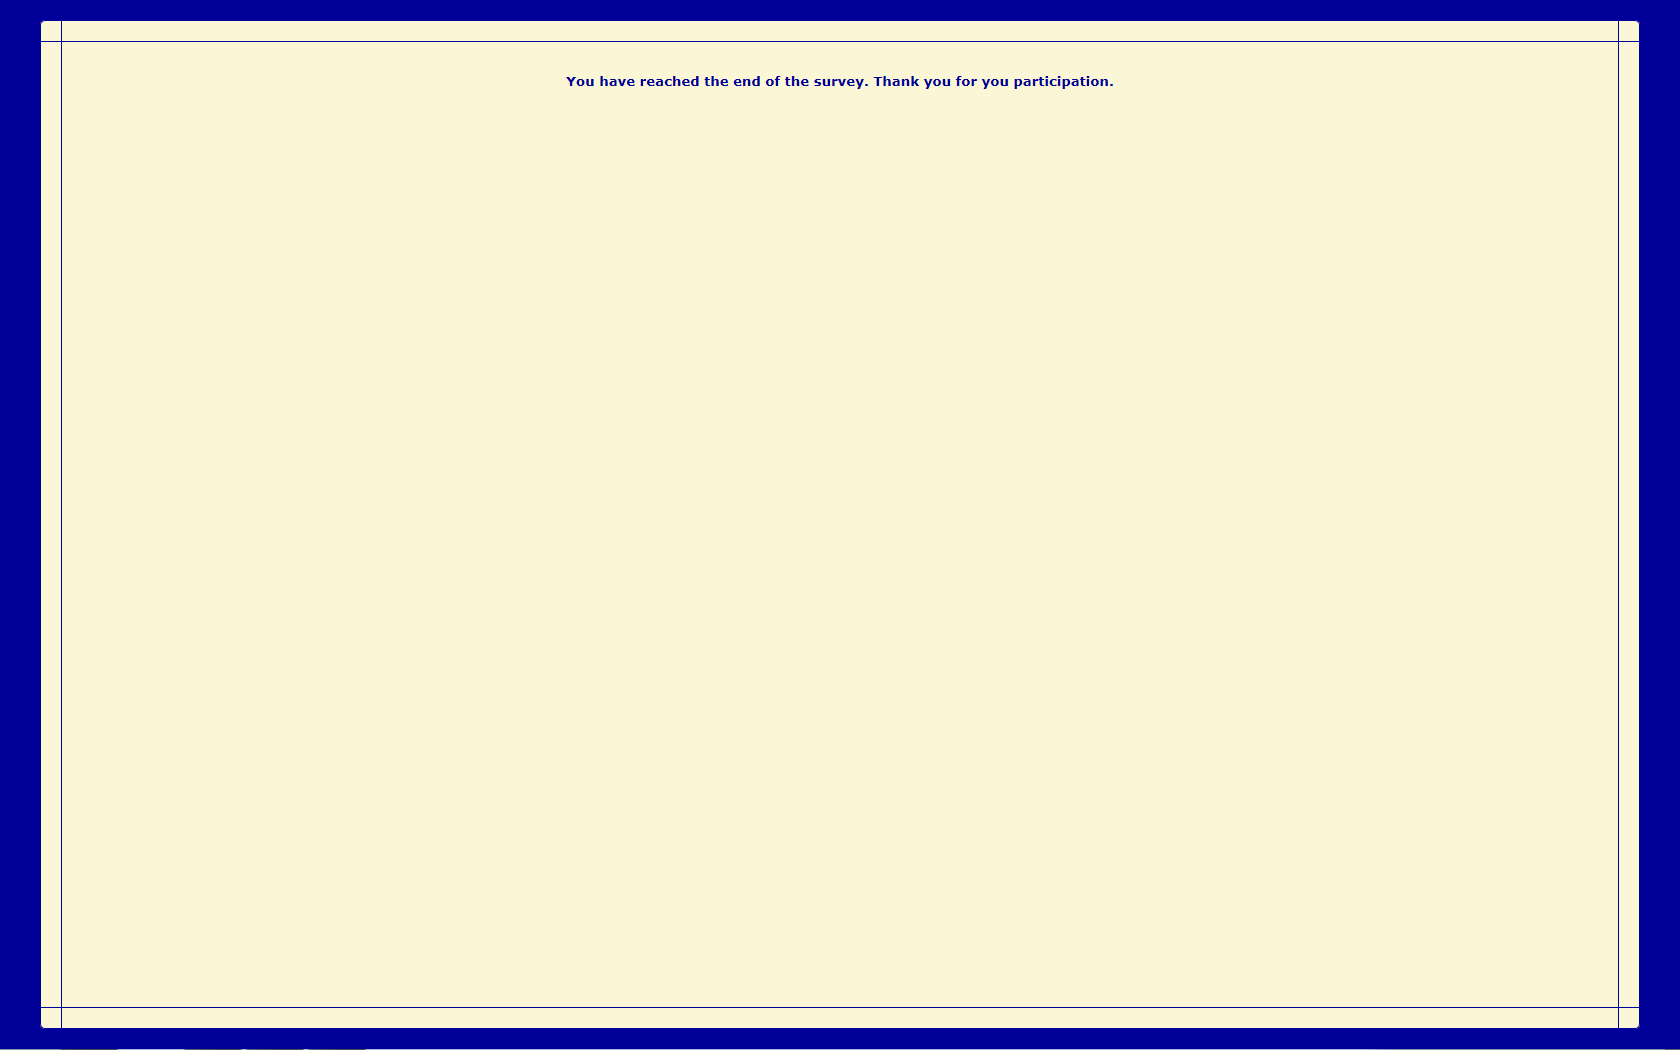 You have reached the end of the survey. Thank you for you participation.